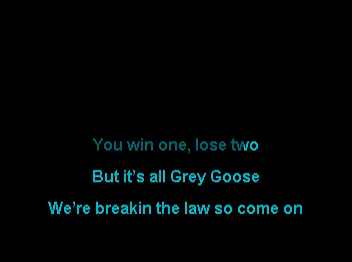 You win one, lose two
But it's all Grey Goose
We're breakin the law so come on